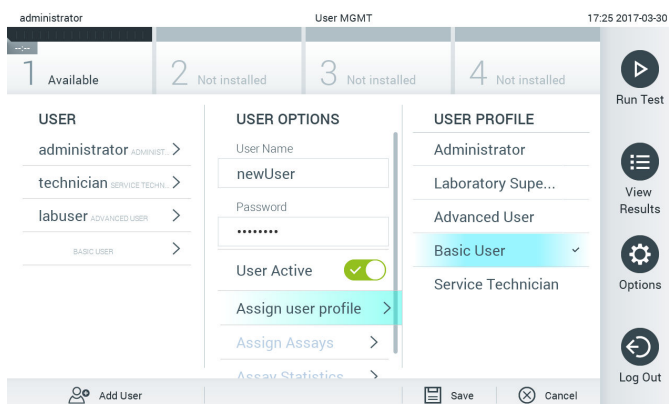 administrator User MGMT 17:25 2017-03-30
--:--
1 Available 2 Not installed 3 Not installed 4 Not installed
Run Test
USER USER OPTIONS USER PROFILE
administrator ADMINIST... User Name Administrator
newUser
technician SERVICE TECHN... Laboratory Supe...
View Results
labuser ADVANCED USER Password Advanced User
••••••••
BASIC USER Basic User
User Active Service Technician
Options
Assign user profile
Assign Assays
Assay Statistics
Log Out
Add User Save Cancel